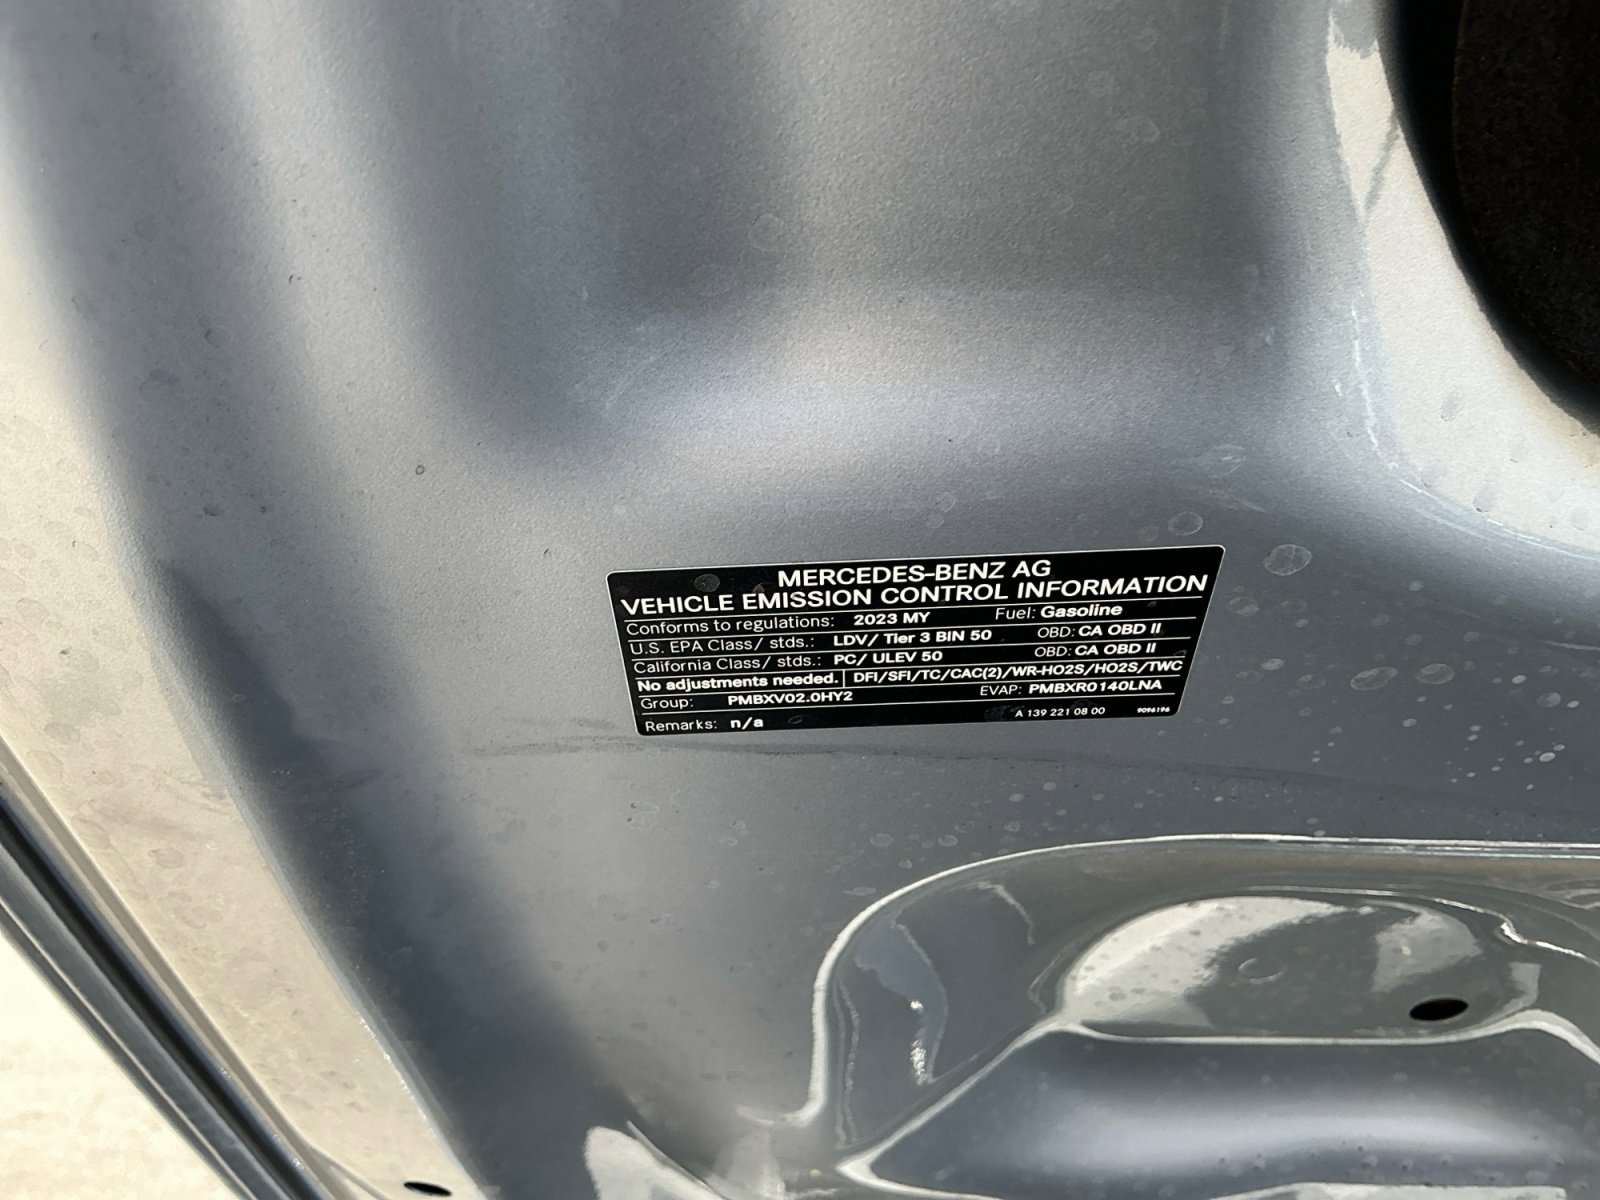 MERCEDES-BENZ AG
VEHICLE EMISSION CONTROL INFORMATION
Conforms to regulations: 2023 MY Fuel: Gasoline
U.S. EPA Class/ stds.: LDV/ Tier 3 BIN 50 OBD: CA OBD II
California Class/ stds.: PC/ ULEV 50 OBD: CA OBD II
No adjustments needed. DFI/SFI/TC/CAC(2)/WR-HO2S/HO2S/TWC
Group: PMBXV02.0HY2 EVAP: PMBXR0140LNA
Remarks: n/a A 139 221 08 00 9096196